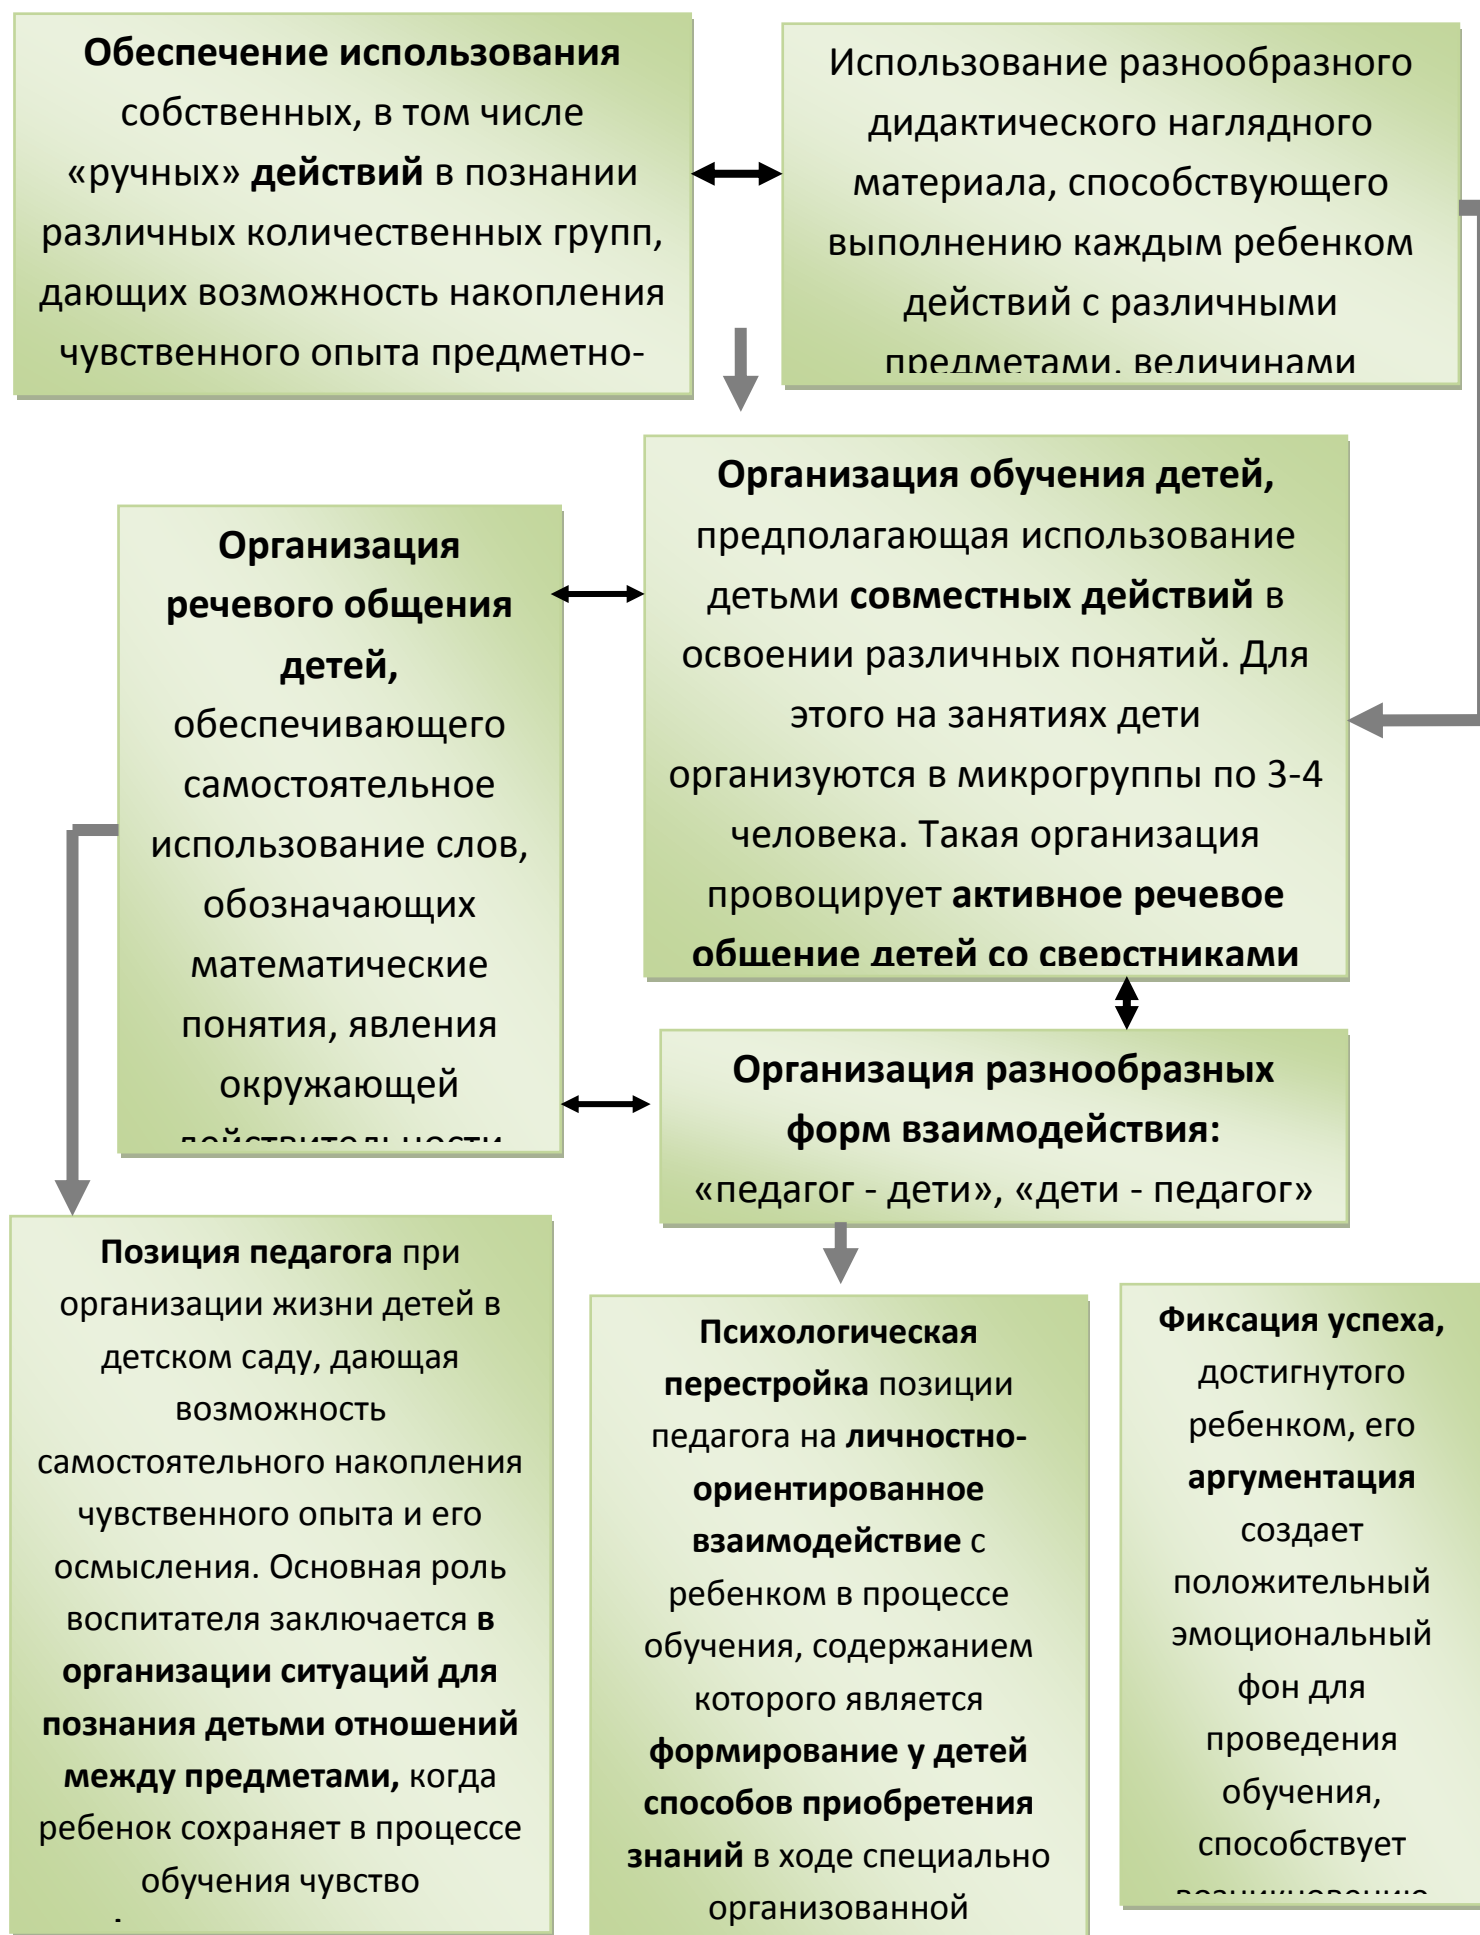 Обеспечение использования
собственных, в том числе
«ручных» действий в познании
различных количественных групп,
дающих возможность накопления
чувственного опыта предметно-
Использование разнообразного
дидактического наглядного
материала, способствующего
выполнению каждым ребенком
действий с различными
предметами, величинами
Организация обучения детей,
предполагающая использование
детьми совместных действий в
освоении различных понятий. Для
этого на занятиях дети
организуются в микрогруппы по 3-4
человека. Такая организация
провоцирует активное речевое
общение детей со сверстниками
Организация
речевого общения
детей,
обеспечивающего
самостоятельное
использование слов,
обозначающих
математические
понятия, явления
окружающей
действительности
Организация разнообразных
форм взаимодействия:
«педагог - дети», «дети - педагог»
Позиция педагога при
организации жизни детей в
детском саду, дающая
возможность
самостоятельного накопления
чувственного опыта и его
осмысления. Основная роль
воспитателя заключается в
организации ситуаций для
познания детьми отношений
между предметами, когда
ребенок сохраняет в процессе
обучения чувство
Психологическая
перестройка позиции
педагога на личностно-
ориентированное
взаимодействие с
ребенком в процессе
обучения, содержанием
которого является
формирование у детей
способов приобретения
знаний в ходе специально
организованной
Фиксация успеха,
достигнутого
ребенком, его
аргументация
создает
положительный
эмоциональный
фон для
проведения
обучения,
способствует
возникновению